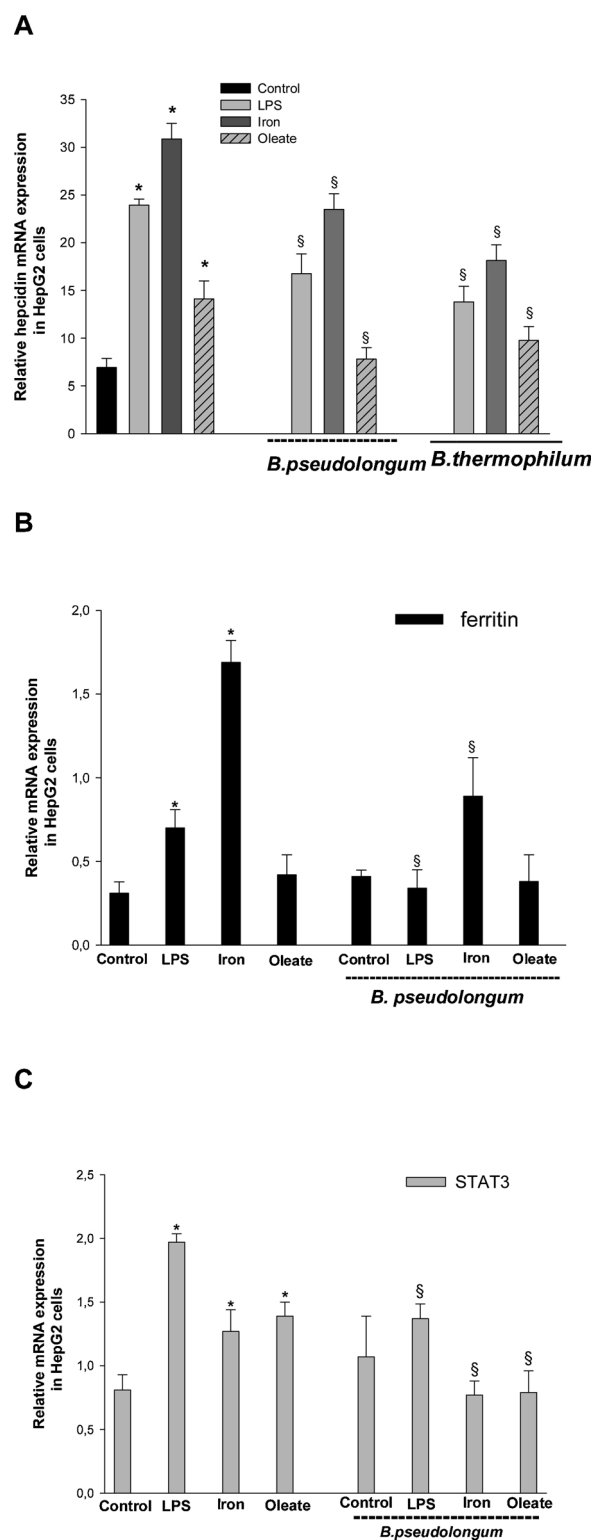 A
Control
LPS
Iron
Oleate
Relative hepcidin mRNA expression
in HepG2 cells
35
30
25
20
15
10
5
0
* * * *
§ § §
§ § §
B.pseudolongum B.thermophilum
B
ferritin
Relative mRNA expression
in HepG2 cells
2,0
1,5
1,0
0,5
0,0
* *
§ §
Control LPS Iron Oleate Control LPS Iron Oleate
B. pseudolongum
C
STAT3
Relative mRNA expression
in HepG2 cells
2,5
2,0
1,5
1,0
0,5
0,0
* * *
§ § §
Control LPS Iron Oleate Control LPS Iron Oleate
B.pseudolongum